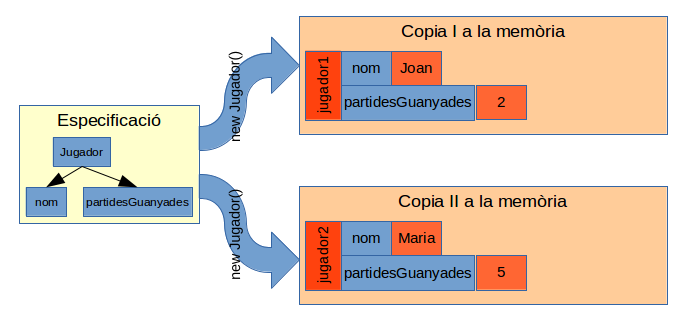 Especificació
Jugador
nom
partidesGuanyades
new Jugador()
new Jugador()
Copia I a la memòria
jugador1
nom
Joan
partidesGuanyades
2
Copia II a la memòria
jugador2
nom
Maria
partidesGuanyades
5